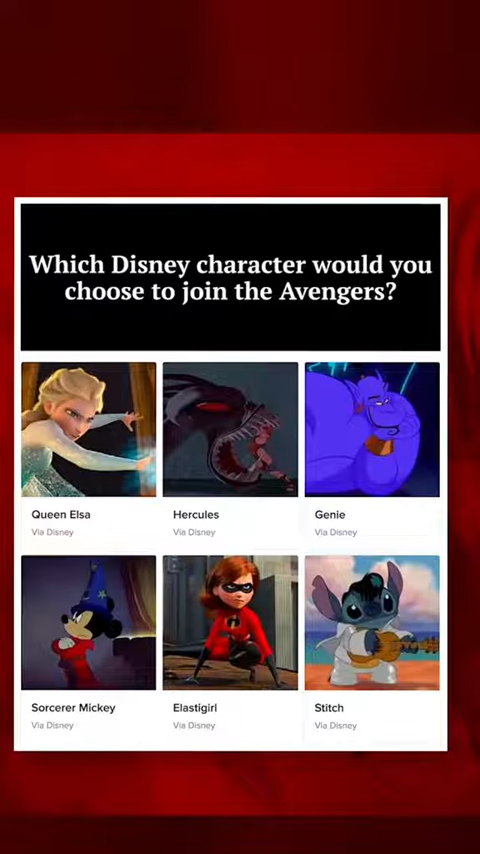 Which Disney character would you
choose to join the Avengers?
Queen Elsa
Via Disney
Hercules
Via Disney
Genie
Via Disney
Sorcerer Mickey
Via Disney
Elastigirl
Via Disney
Stitch
Via Disney